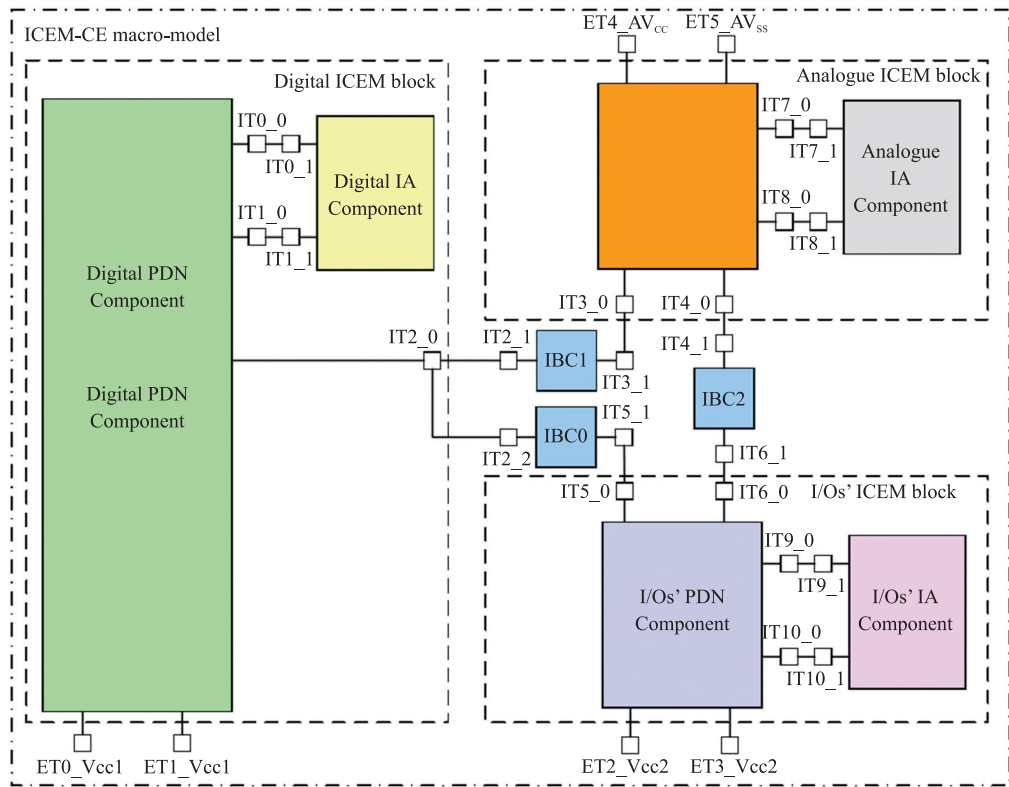 ICEM-CE macro-model
ET4_AVCC
ET5_AVSS
Digital ICEM block
Analogue ICEM block
IT0_0
IT0_1
Digital IA
Component
IT1_0
IT1_1
Digital PDN
Component
Digital PDN
Component
IT7_0
IT7_1
Analogue
IA
Component
IT8_0
IT8_1
IT3_0
IT4_0
IT2_0
IT2_1
IBC1
IT3_1
IT4_1
IBC2
IT5_1
IBC0
IT2_2
IT6_1
IT5_0
IT6_0
I/Os’ ICEM block
IT9_0
IT9_1
I/Os’ PDN
Component
I/Os’ IA
Component
IT10_0
IT10_1
ET0_Vcc1
ET1_Vcc1
ET2_Vcc2
ET3_Vcc2